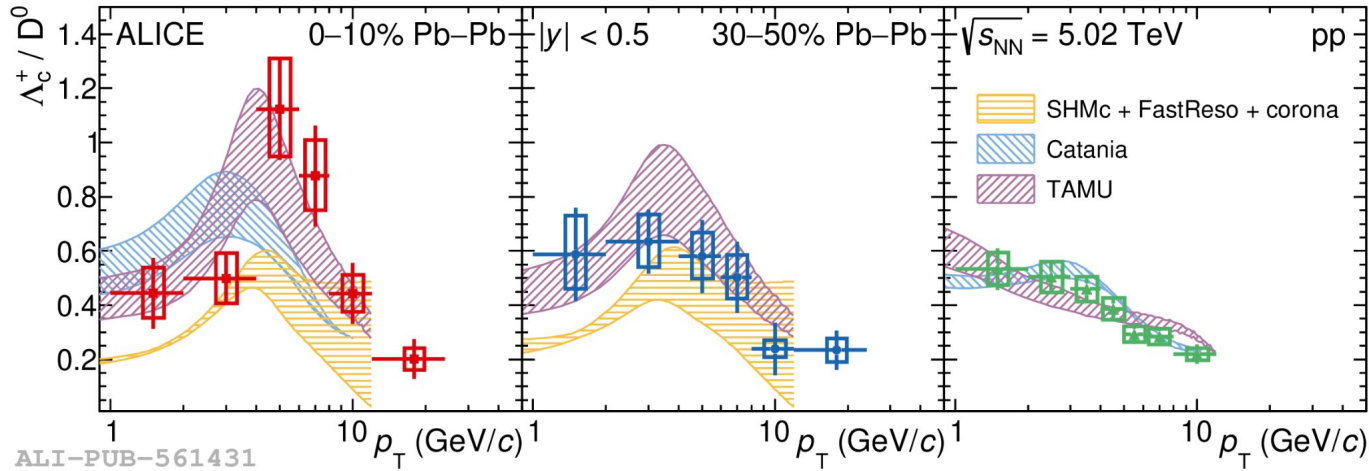 Λc+ / D0
1.4
1.2
1
0.8
0.6
0.4
0.2
ALICE 0–10% Pb–Pb
|y| < 0.5 30–50% Pb–Pb
√sNN = 5.02 TeV pp
SHMc + FastReso + corona
Catania
TAMU
1 10 pT (GeV/c)
1 10 pT (GeV/c)
1 10 pT (GeV/c)
ALI-PUB-561431